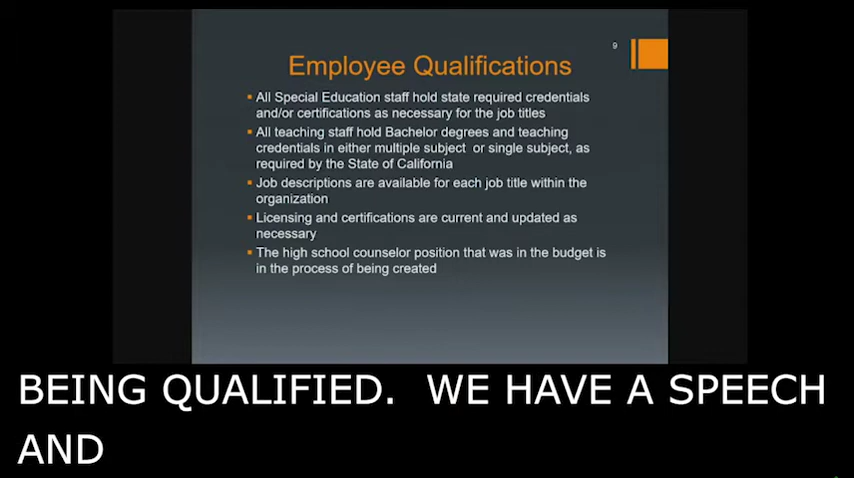 9
Employee Qualifications
All Special Education staff hold state required credentials
and/or certifications as necessary for the job titles
All teaching staff hold Bachelor degrees and teaching
credentials in either multiple subject or single subject, as
required by the State of California
Job descriptions are available for each job title within the
organization
Licensing and certifications are current and updated as
necessary
The high school counselor position that was in the budget is
in the process of being created
BEING QUALIFIED. WE HAVE A SPEECH
AND